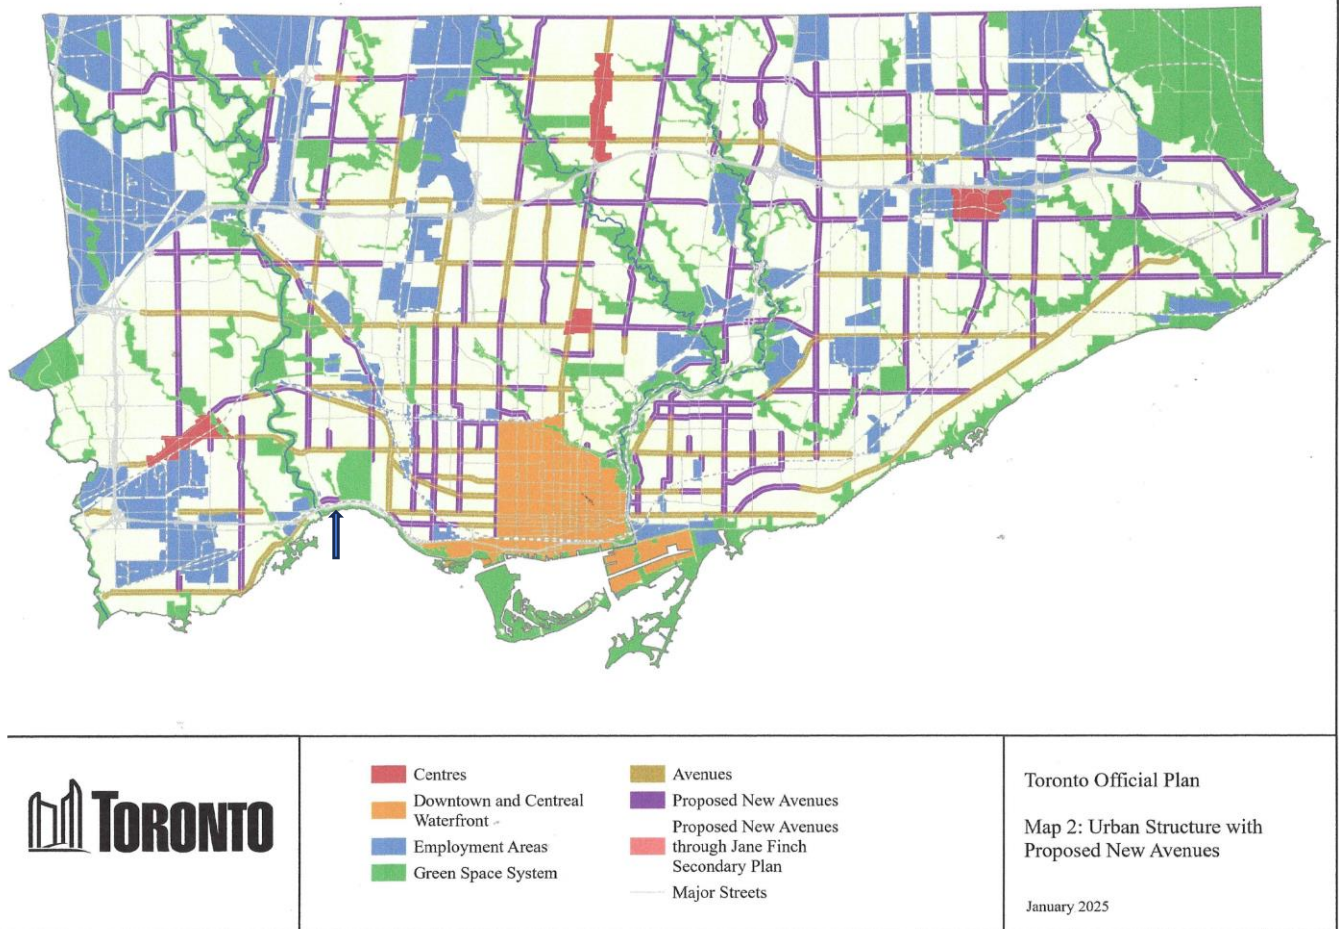 TORONTO
Centres
Downtown and Centreal
Waterfront
Employment Areas
Green Space System
Avenues
Proposed New Avenues
Proposed New Avenues
through Jane Finch
Secondary Plan
Major Streets
Toronto Official Plan
Map 2: Urban Structure with
Proposed New Avenues
January 2025